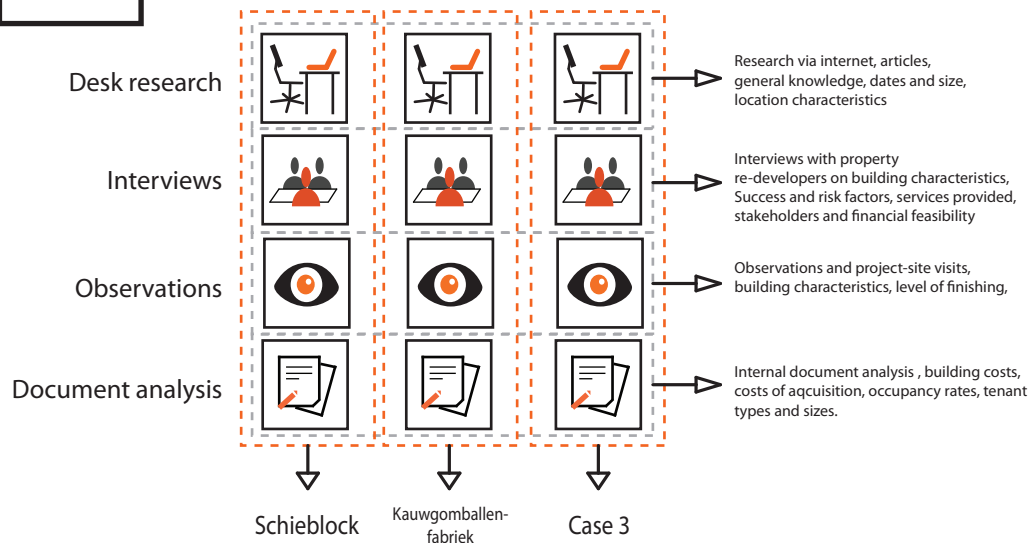 Desk research
Research via internet, articles,
general knowledge, dates and size,
location characteristics
Interviews
Interviews with property
re-developers on building characteristics,
Success and risk factors, services provided,
stakeholders and financial feasibility
Observations
Observations and project-site visits,
building characteristics, level of finishing,
Document analysis
Internal document analysis , building costs,
costs of aqcuisition, occupancy rates, tenant
types and sizes.
Schieblock
Kauwgomballen-
fabriek
Case 3